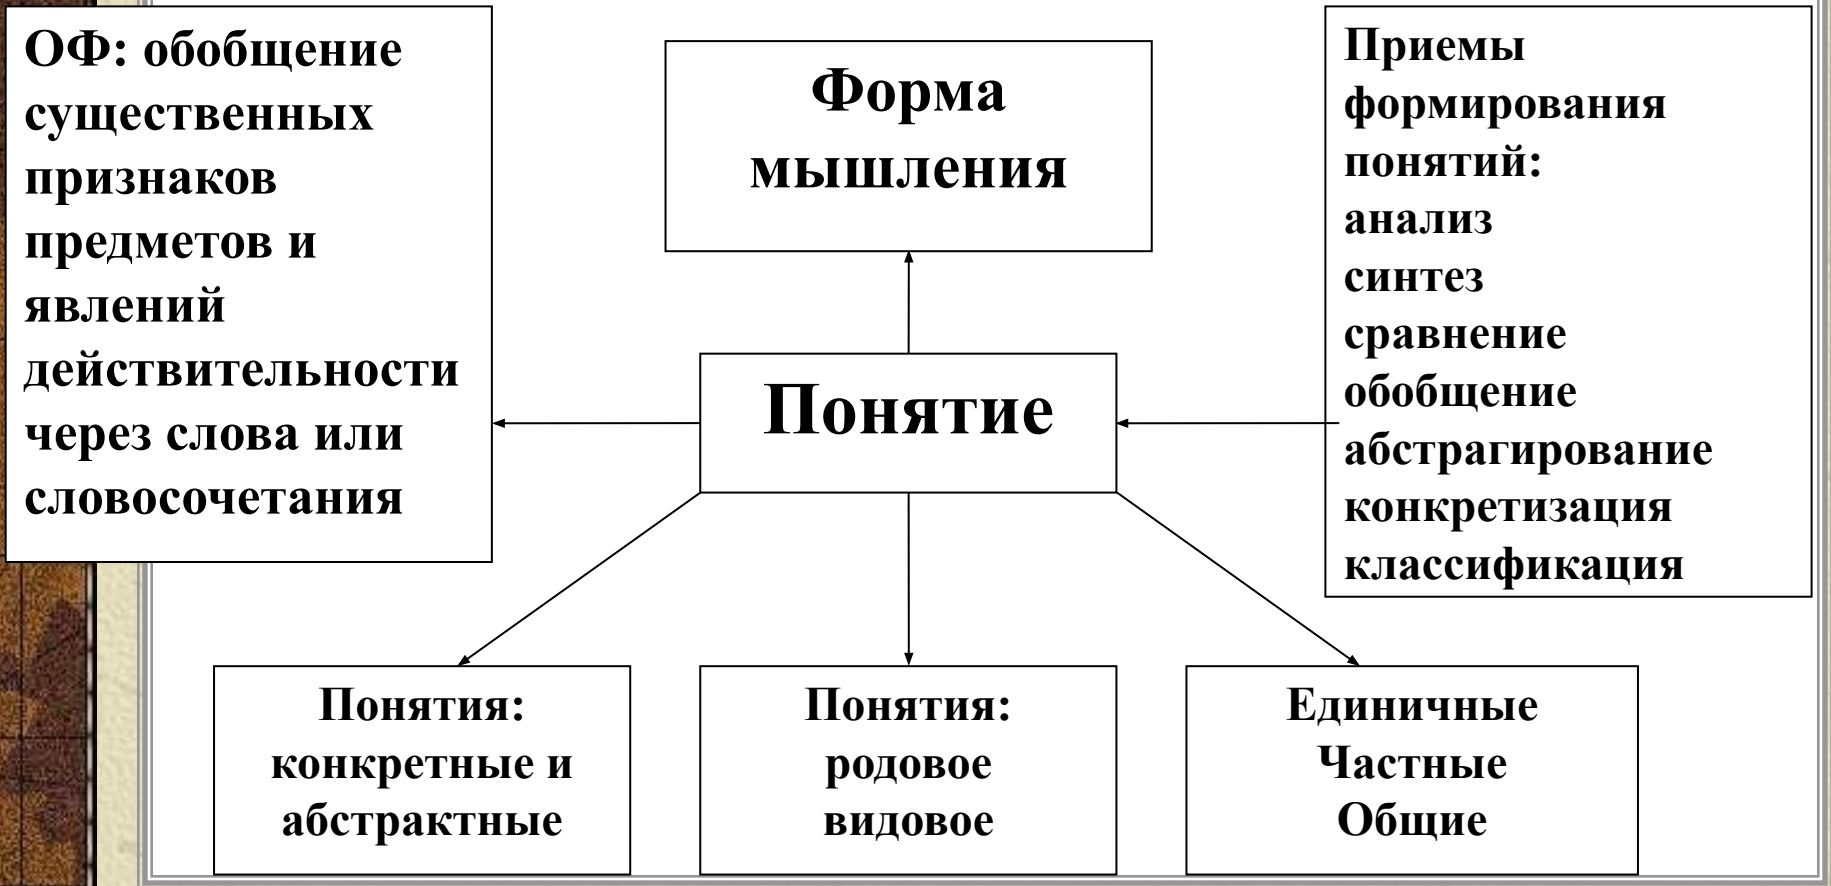 ОФ: обобщение
существенных
признаков
предметов и
явлений
действительности
через слова или
словосочетания
Форма
мышления
Приемы
формирования
понятий:
анализ
синтез
сравнение
обобщение
абстрагирование
конкретизация
классификация
Понятие
Понятия:
конкретные и
абстрактные
Понятия:
родовое
видовое
Единичные
Частные
Общие